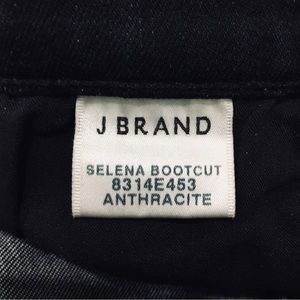 J BRAND
SELENA BOOTCUT
8314E453
ANTHRACITE